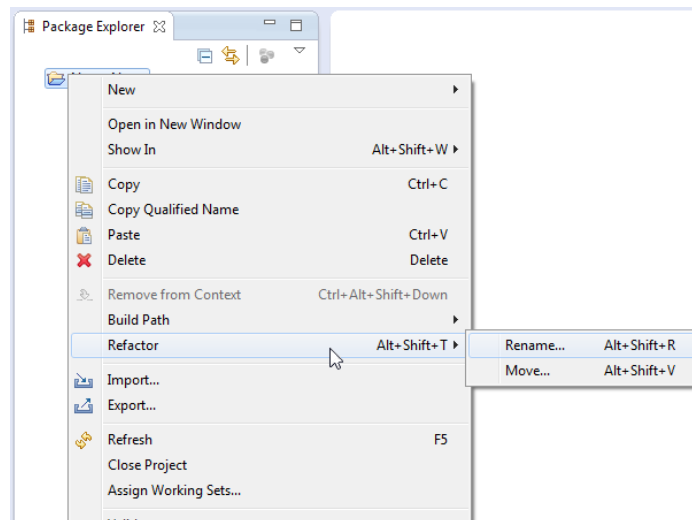 Package Explorer
New
Open in New Window
Show In Alt+Shift+W
Copy Ctrl+C
Copy Qualified Name
Paste Ctrl+V
Delete Delete
Remove from Context Ctrl+Alt+Shift+Down
Build Path
Refactor Alt+Shift+T
Rename... Alt+Shift+R
Move... Alt+Shift+V
Import...
Export...
Refresh F5
Close Project
Assign Working Sets...